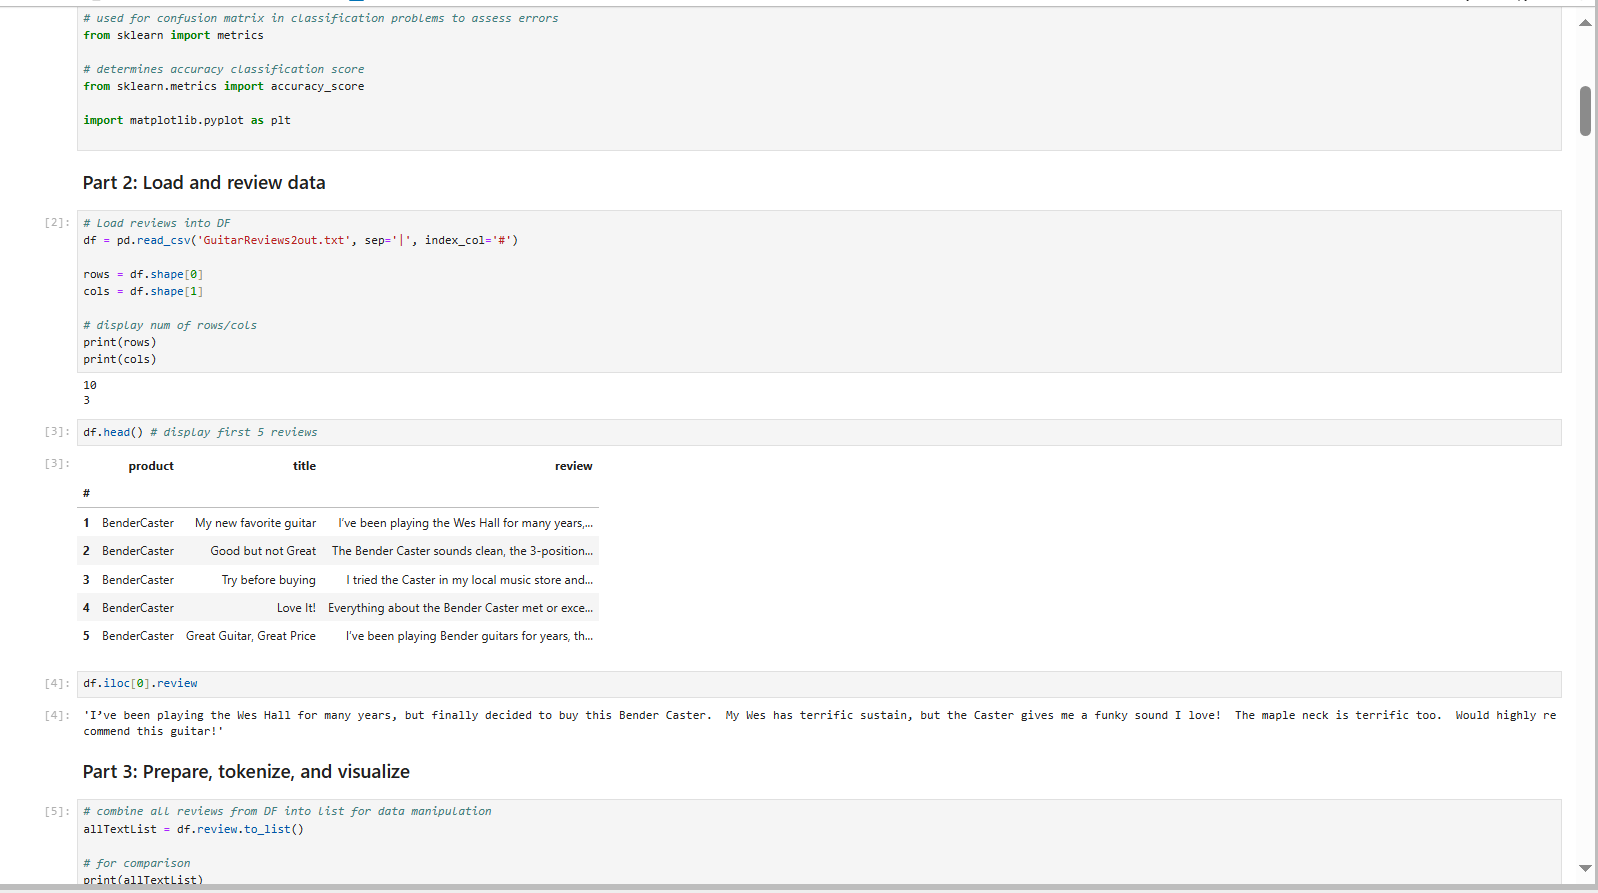 # used for confusion matrix in classification problems to assess errors
from sklearn import metrics
# determines accuracy classification score
from sklearn.metrics import accuracy_score
import matplotlib.pyplot as plt
Part 2: Load and review data
[2]: # Load reviews into DF
df = pd.read_csv('GuitarReviews2out.txt', sep='|', index_col='#')
rows = df.shape[0]
cols = df.shape[1]
# display num of rows/cols
print(rows)
print(cols)
10
3
[3]: df.head() # display first 5 reviews
[3]: product title review
#
1 BenderCaster My new favorite guitar I've been playing the Wes Hall for many years,...
2 BenderCaster Good but not Great The Bender Caster sounds clean, the 3-position...
3 BenderCaster Try before buying I tried the Caster in my local music store and...
4 BenderCaster Love It! Everything about the Bender Caster met or exce...
5 BenderCaster Great Guitar, Great Price I've been playing Bender guitars for years, th...
[4]: df.iloc[0].review
[4]: 'I’ve been playing the Wes Hall for many years, but finally decided to buy this Bender Caster.  My Wes has terrific sustain, but the Caster gives me a funky sound I love!  The maple neck is terrific too.  Would highly re
commend this guitar!'
Part 3: Prepare, tokenize, and visualize
[5]: # combine all reviews from DF into list for data manipulation
allTextList = df.review.to_list()
# for comparison
print(allTextList)